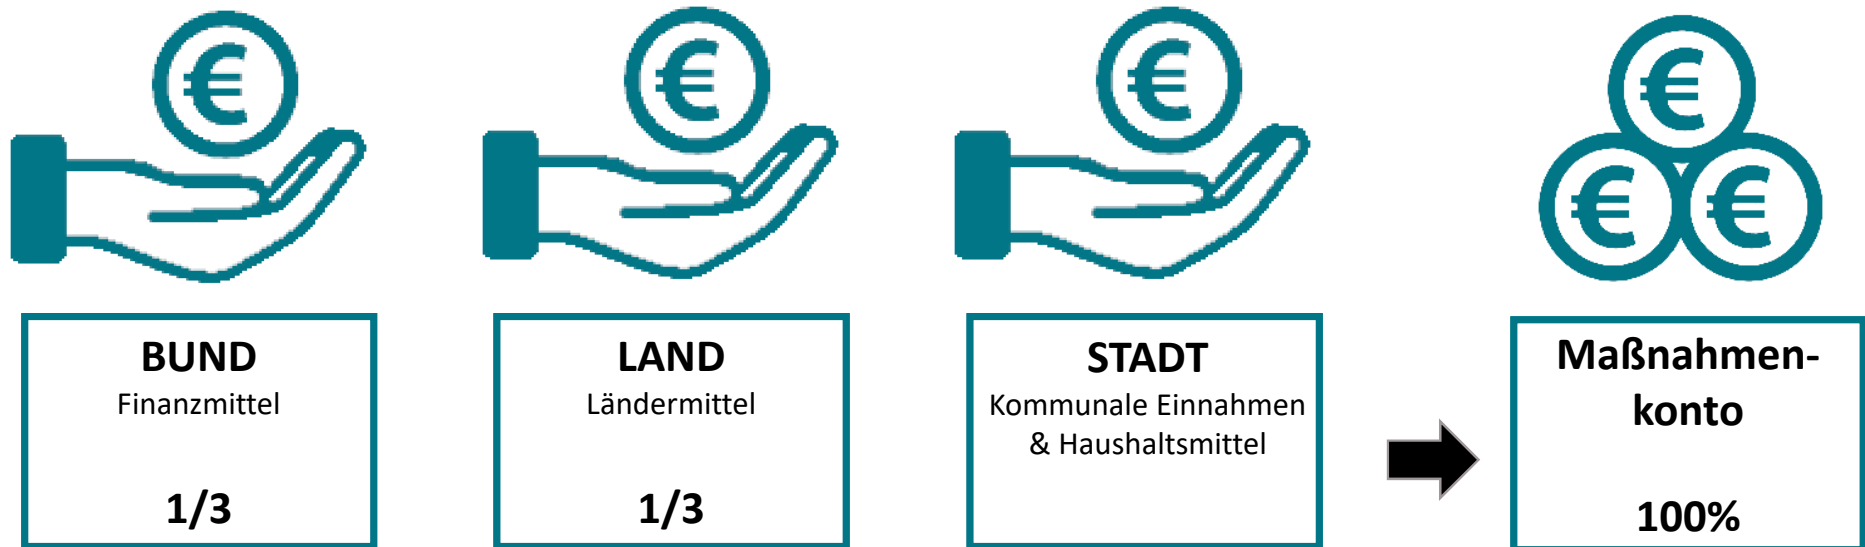 €
€
€
€
€
€
BUND
Finanzmittel
1/3
LAND
Ländermittel
1/3
STADT
Kommunale Einnahmen
& Haushaltsmittel
Maßnahmen-
konto
100%